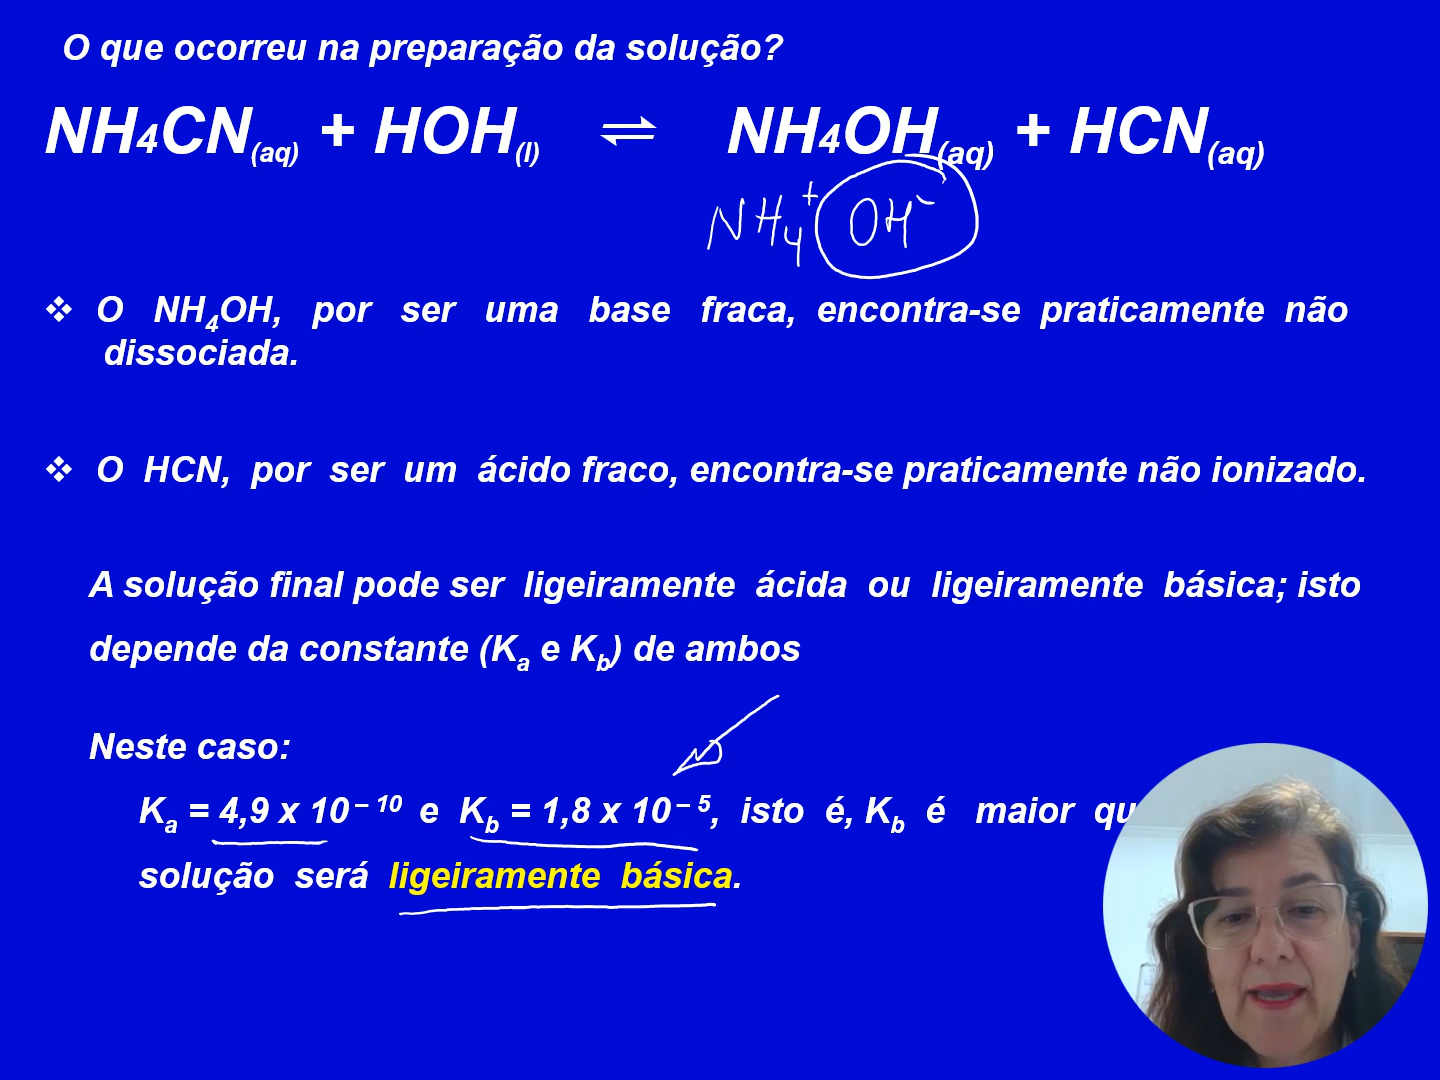 O que ocorreu na preparação da solução?
NH4CN(aq) + HOH(l) ⇌ NH4OH(aq) + HCN(aq)
NH4+ OH−
❖ O NH4OH, por ser uma base fraca, encontra-se praticamente não
dissociada.
❖ O HCN, por ser um ácido fraco, encontra-se praticamente não ionizado.
A solução final pode ser ligeiramente ácida ou ligeiramente básica; isto
depende da constante (Ka e Kb) de ambos
Neste caso:
Ka = 4,9 x 10 – 10 e Kb = 1,8 x 10 – 5, isto é, Kb é maior
solução será ligeiramente básica.